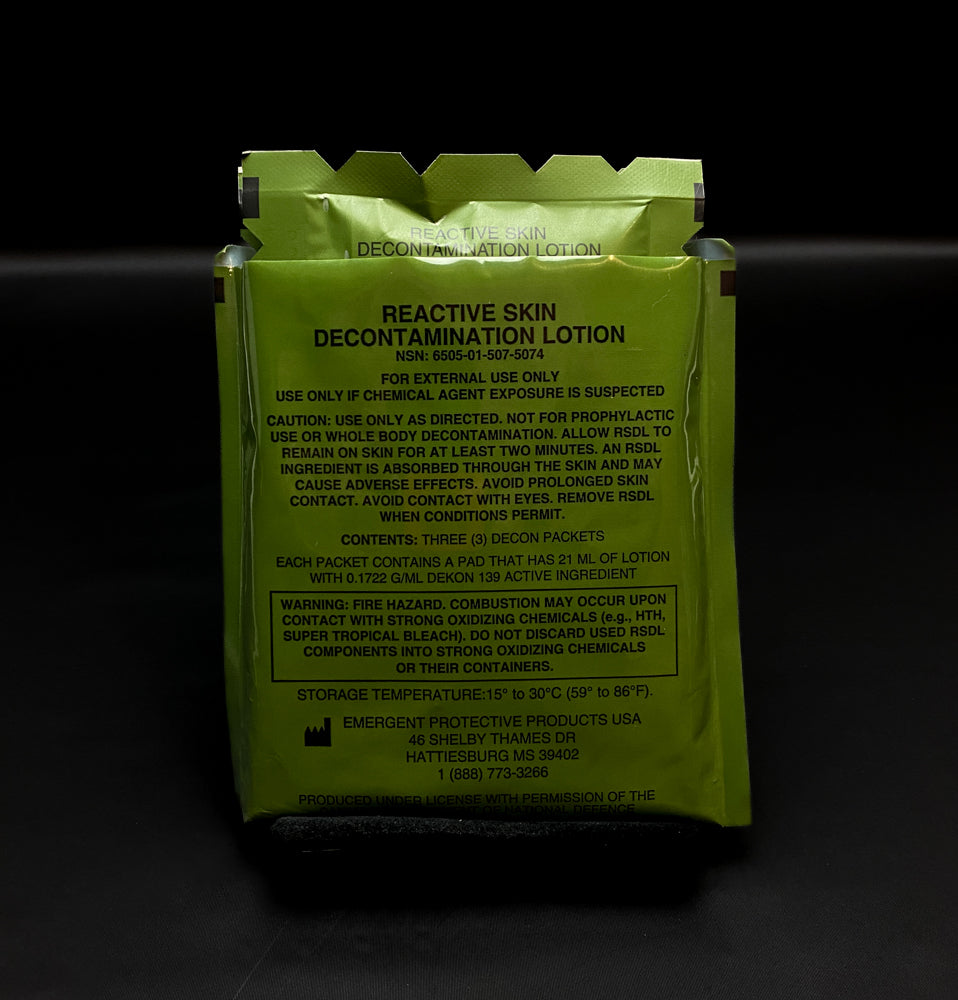 REACTIVE SKIN
DECONTAMINATION LOTION
REACTIVE SKIN
DECONTAMINATION LOTION
NSN: 6505-01-507-5074
FOR EXTERNAL USE ONLY
USE ONLY IF CHEMICAL AGENT EXPOSURE IS SUSPECTED
CAUTION: USE ONLY AS DIRECTED. NOT FOR PROPHYLACTIC
USE OR WHOLE BODY DECONTAMINATION. ALLOW RSDL TO
REMAIN ON SKIN FOR AT LEAST TWO MINUTES. AN RSDL
INGREDIENT IS ABSORBED THROUGH THE SKIN AND MAY
CAUSE ADVERSE EFFECTS. AVOID PROLONGED SKIN
CONTACT. AVOID CONTACT WITH EYES. REMOVE RSDL
WHEN CONDITIONS PERMIT.
CONTENTS: THREE (3) DECON PACKETS
EACH PACKET CONTAINS A PAD THAT HAS 21 ML OF LOTION
WITH 0.1722 G/ML DEKON 139 ACTIVE INGREDIENT
WARNING: FIRE HAZARD. COMBUSTION MAY OCCUR UPON
CONTACT WITH STRONG OXIDIZING CHEMICALS (e.g., HTH,
SUPER TROPICAL BLEACH). DO NOT DISCARD USED RSDL
COMPONENTS INTO STRONG OXIDIZING CHEMICALS
OR THEIR CONTAINERS.
STORAGE TEMPERATURE:15° to 30°C (59° to 86°F).
EMERGENT PROTECTIVE PRODUCTS USA
46 SHELBY THAMES DR
HATTIESBURG MS 39402
1 (888) 773-3266
PRODUCED UNDER LICENSE WITH PERMISSION OF THE
OF NATIONAL DEFENCE